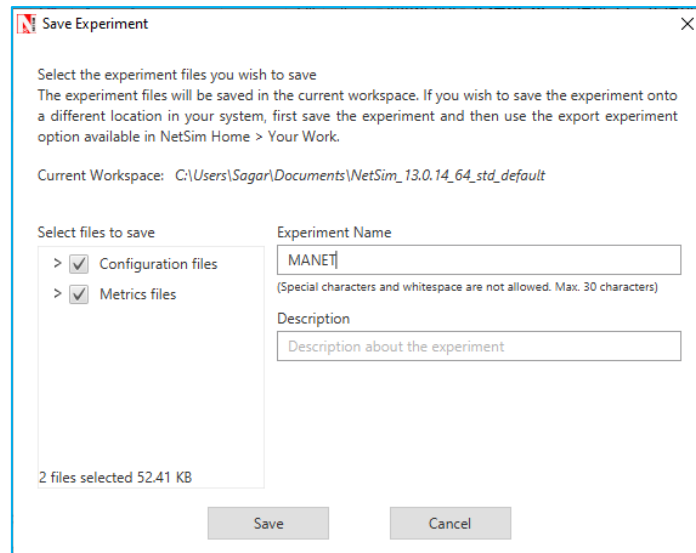 Save Experiment
Select the experiment files you wish to save
The experiment files will be saved in the current workspace. If you wish to save the experiment onto
a different location in your system, first save the experiment and then use the export experiment
option available in NetSim Home > Your Work.
Current Workspace: C:\Users\Sagar\Documents\NetSim_13.0.14_64_std_default
Select files to save
Configuration files
Metrics files
2 files selected 52.41 KB
Experiment Name
MANET
(Special characters and whitespace are not allowed. Max. 30 characters)
Description
Description about the experiment
Save
Cancel